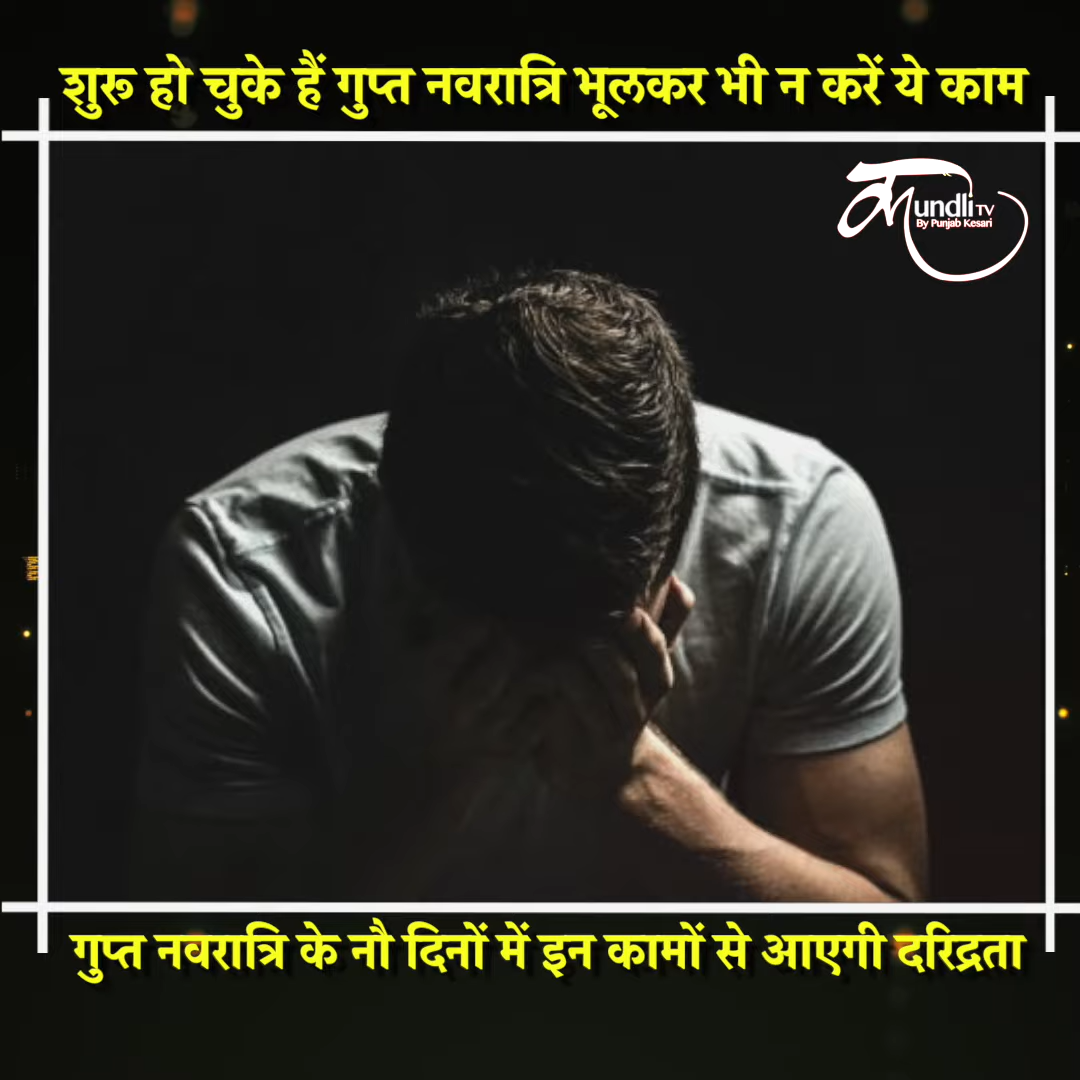 शुरू हो चुके हैं गुप्त नवरात्रि भूलकर भी न करें ये काम
Kundli TV
By Punjab Kesari
गुप्त नवरात्रि के नौ दिनों में इन कामों से आएगी दरिद्रता